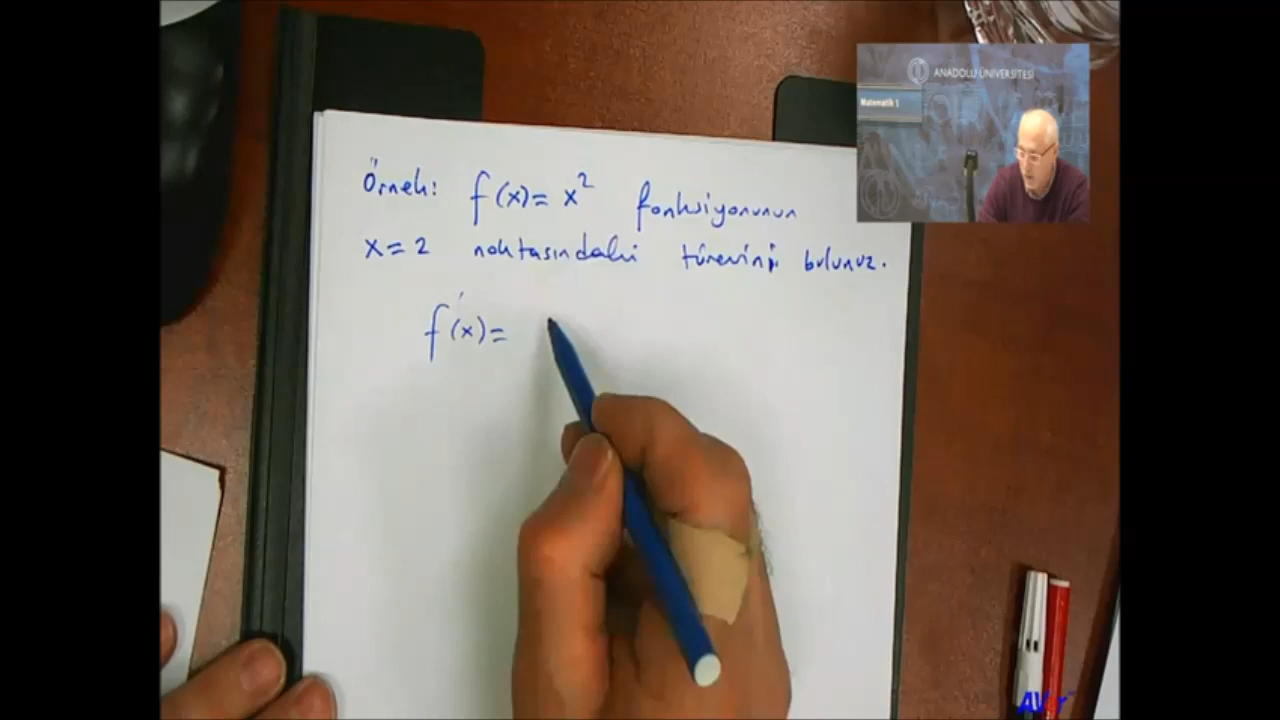 ANADOLU ÜNİVERSİTESİ
Matematik 1
Örnek: f(x)= x² fonksiyonunun
x=2 noktasındaki türevini bulunuz.
f'(x)=